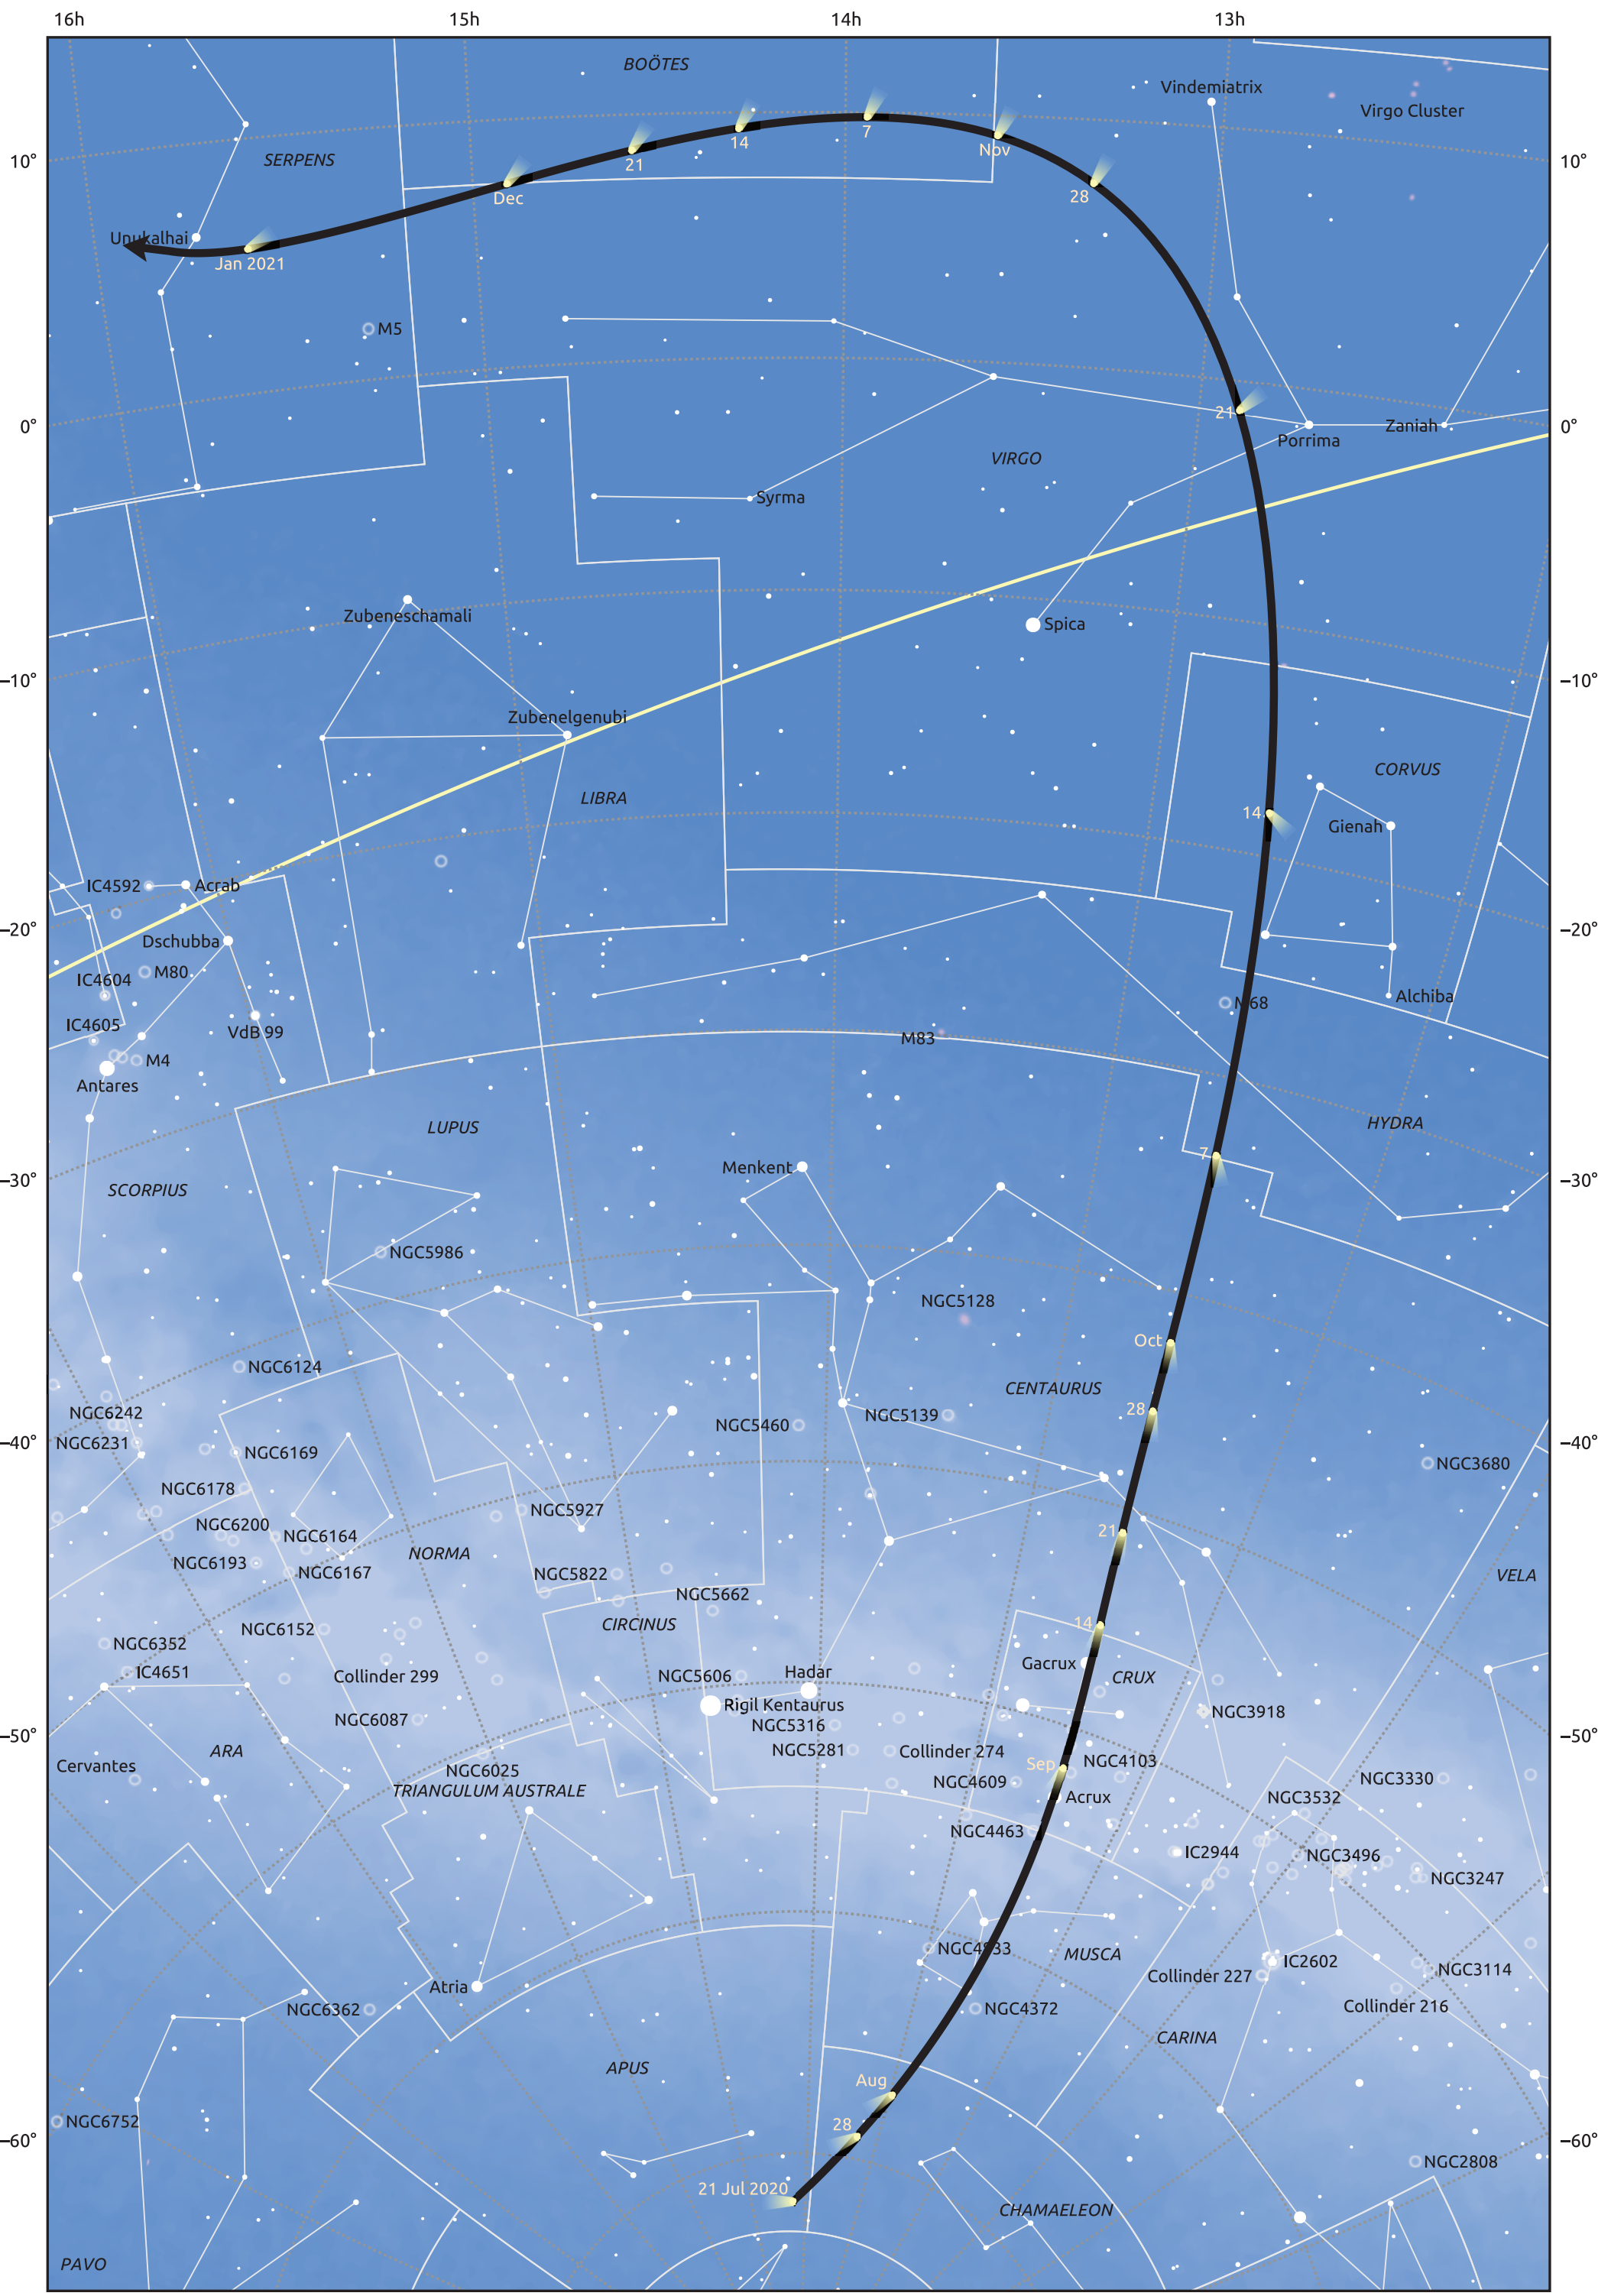 16h 15h 14h 13h
BOÖTES
Vindemiatrix
Virgo Cluster
7
14
Nov
SERPENS
21
10° 10°
28
Dec
Unukalhai
Jan 2021
M5
21
0° Zaniah 0°
Porrima
VIRGO
Syrma
Zubeneschamali
Spica
−10° −10°
Zubenelgenubi
CORVUS
LIBRA
14
Gienah
IC4592 Acrab
−20° −20°
Dschubba
M80
IC4604
Alchiba
M68
IC4605
VdB 99
M83
M4
Antares
LUPUS
HYDRA
7
Menkent
−30° −30°
SCORPIUS
NGC5986
NGC5128
Oct
NGC6124
CENTAURUS
28
NGC6242 NGC5139
NGC5460
NGC6231 −40° −40°
NGC6169
NGC3680
NGC6178
NGC5927
NGC6200
21
NGC6164
NORMA
NGC6193
NGC6167
NGC5822
VELA
NGC5662
14
CIRCINUS
NGC6152
NGC6352
Gacrux
IC4651
Hadar
Collinder 299
NGC5606
CRUX
Rigil Kentaurus
NGC3918
NGC6087
NGC5316
−50° −50°
ARA
NGC5281
Collinder 274
NGC4103
Sep
Cervantes
NGC6025
NGC3330
NGC4609
TRIANGULUM AUSTRALE
Acrux
NGC3532
NGC4463
IC2944
NGC3496
NGC3247
NGC4833
MUSCA
IC2602
NGC3114
Collinder 227
Atria
Collinder 216
NGC6362
NGC4372
CARINA
APUS
Aug
NGC6752
28
−60° −60°
NGC2808
21 Jul 2020
CHAMAELEON
PAVO